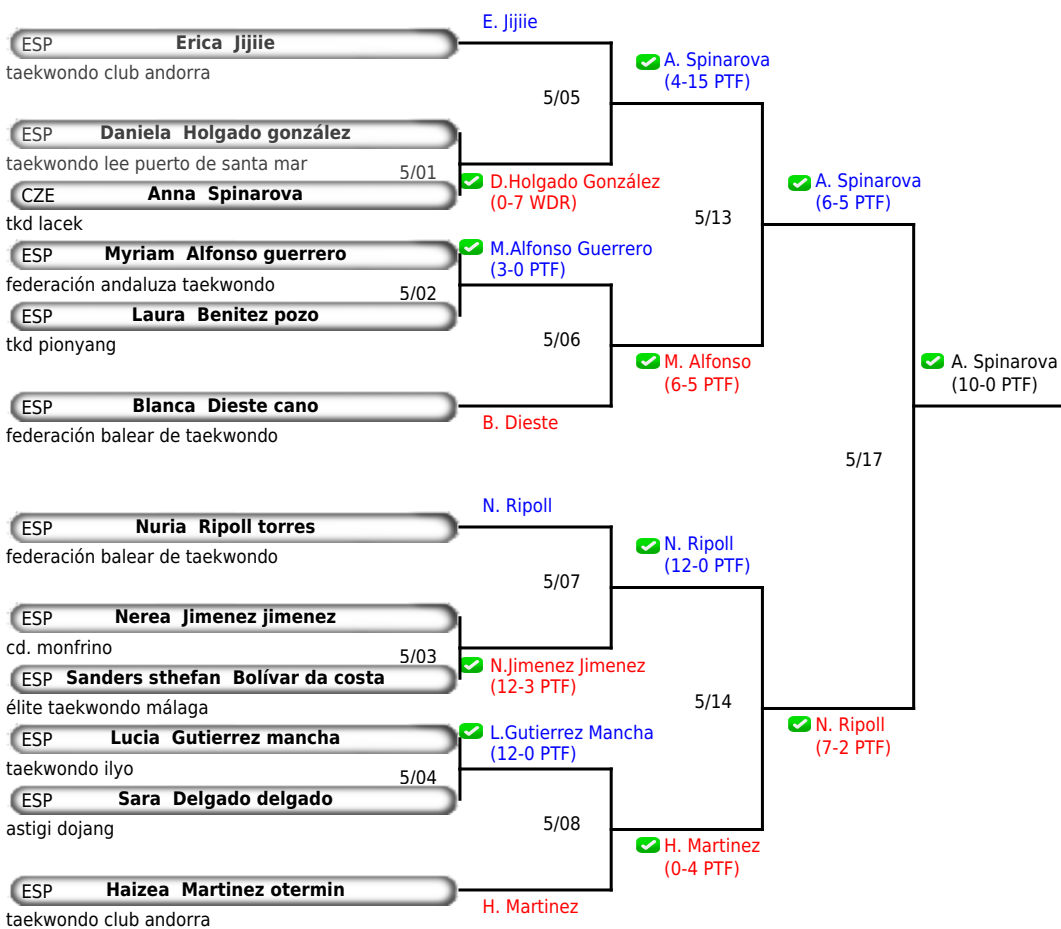 E. Jijiie
ESP Erica Jijiie
taekwondo club andorra
A. Spinarova
(4-15 PTF)
5/05
ESP Daniela Holgado gonzález
taekwondo lee puerto de santa mar
5/01
CZE Anna Spinarova
tkd lacek
D.Holgado González
(0-7 WDR)
A. Spinarova
(6-5 PTF)
5/13
ESP Myriam Alfonso guerrero
federación andaluza taekwondo
M.Alfonso Guerrero
(3-0 PTF)
5/02
ESP Laura Benitez pozo
tkd pionyang
5/06
M. Alfonso
(6-5 PTF)
A. Spinarova
(10-0 PTF)
ESP Blanca Dieste cano
federación balear de taekwondo
B. Dieste
5/17
N. Ripoll
ESP Nuria Ripoll torres
federación balear de taekwondo
N. Ripoll
(12-0 PTF)
5/07
ESP Nerea Jimenez jimenez
cd. monfrino
5/03
ESP Sanders sthefan Bolívar da costa
élite taekwondo málaga
N.Jimenez Jimenez
(12-3 PTF)
5/14
N. Ripoll
(7-2 PTF)
ESP Lucia Gutierrez mancha
taekwondo ilyo
L.Gutierrez Mancha
(12-0 PTF)
5/04
ESP Sara Delgado delgado
astigi dojang
5/08
H. Martinez
(0-4 PTF)
ESP Haizea Martinez otermin
taekwondo club andorra
H. Martinez